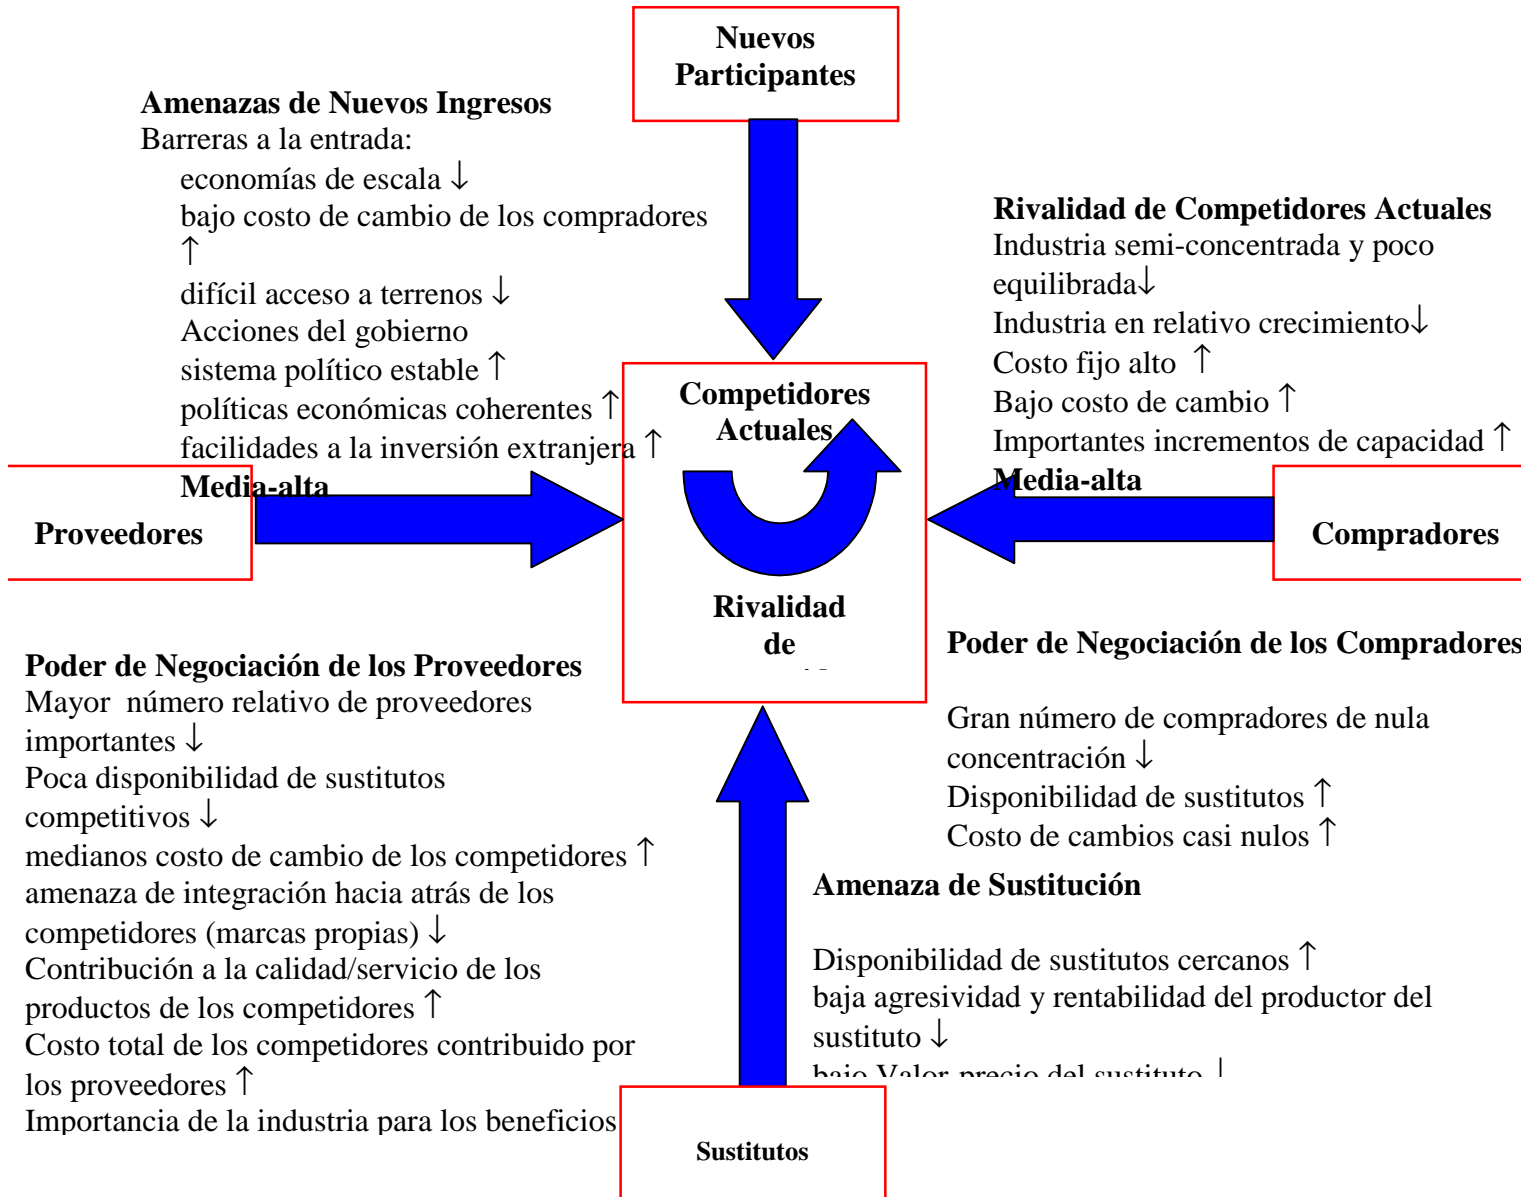 Nuevos
Participantes
Amenazas de Nuevos Ingresos
Barreras a la entrada:
economías de escala ↓
bajo costo de cambio de los compradores
↑
difícil acceso a terrenos ↓
Acciones del gobierno
sistema político estable ↑
políticas económicas coherentes ↑
facilidades a la inversión extranjera ↑
Media-alta
Rivalidad de Competidores Actuales
Industria semi-concentrada y poco
equilibrada↓
Industria en relativo crecimiento↓
Costo fijo alto ↑
Bajo costo de cambio ↑
Importantes incrementos de capacidad ↑
Media-alta
Proveedores
Competidores
Actuales
Rivalidad
de
Compradores
Poder de Negociación de los Proveedores
Mayor número relativo de proveedores
importantes ↓
Poca disponibilidad de sustitutos
competitivos ↓
medianos costo de cambio de los competidores ↑
amenaza de integración hacia atrás de los
competidores (marcas propias) ↓
Contribución a la calidad/servicio de los
productos de los competidores ↑
Costo total de los competidores contribuido por
los proveedores ↑
Importancia de la industria para los beneficios
Poder de Negociación de los Compradores
Gran número de compradores de nula
concentración ↓
Disponibilidad de sustitutos ↑
Costo de cambios casi nulos ↑
Amenaza de Sustitución
Disponibilidad de sustitutos cercanos ↑
baja agresividad y rentabilidad del productor del
sustituto ↓
bajo Valor-precio del sustituto ↓
Sustitutos